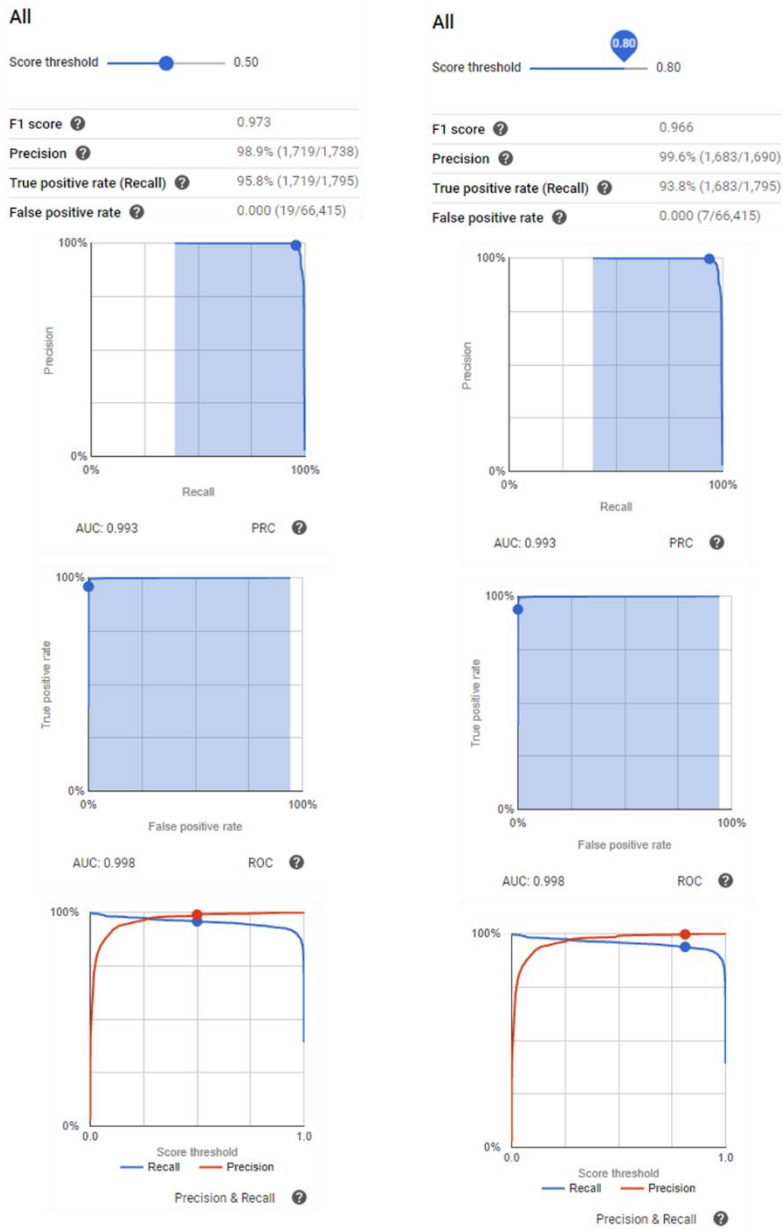 All
Score threshold 0.50
F1 score ? 0.973
Precision ? 98.9% (1,719/1,738)
True positive rate (Recall) ? 95.8% (1,719/1,795)
False positive rate ? 0.000 (19/66,415)
100%
Precision
0%
0% 100%
Recall
AUC: 0.993 PRC ?
100%
True positive rate
0%
0% 100%
False positive rate
AUC: 0.998 ROC ?
100%
0%
0.0 1.0
Score threshold
Recall Precision
Precision & Recall ?
All
0.80
Score threshold 0.80
F1 score ? 0.966
Precision ? 99.6% (1,683/1,690)
True positive rate (Recall) ? 93.8% (1,683/1,795)
False positive rate ? 0.000 (7/66,415)
100%
Precision
0%
0% 100%
Recall
AUC: 0.993 PRC ?
100%
True positive rate
0%
0% 100%
False positive rate
AUC: 0.998 ROC ?
100%
0%
0.0 1.0
Score threshold
Recall Precision
Precision & Recall ?